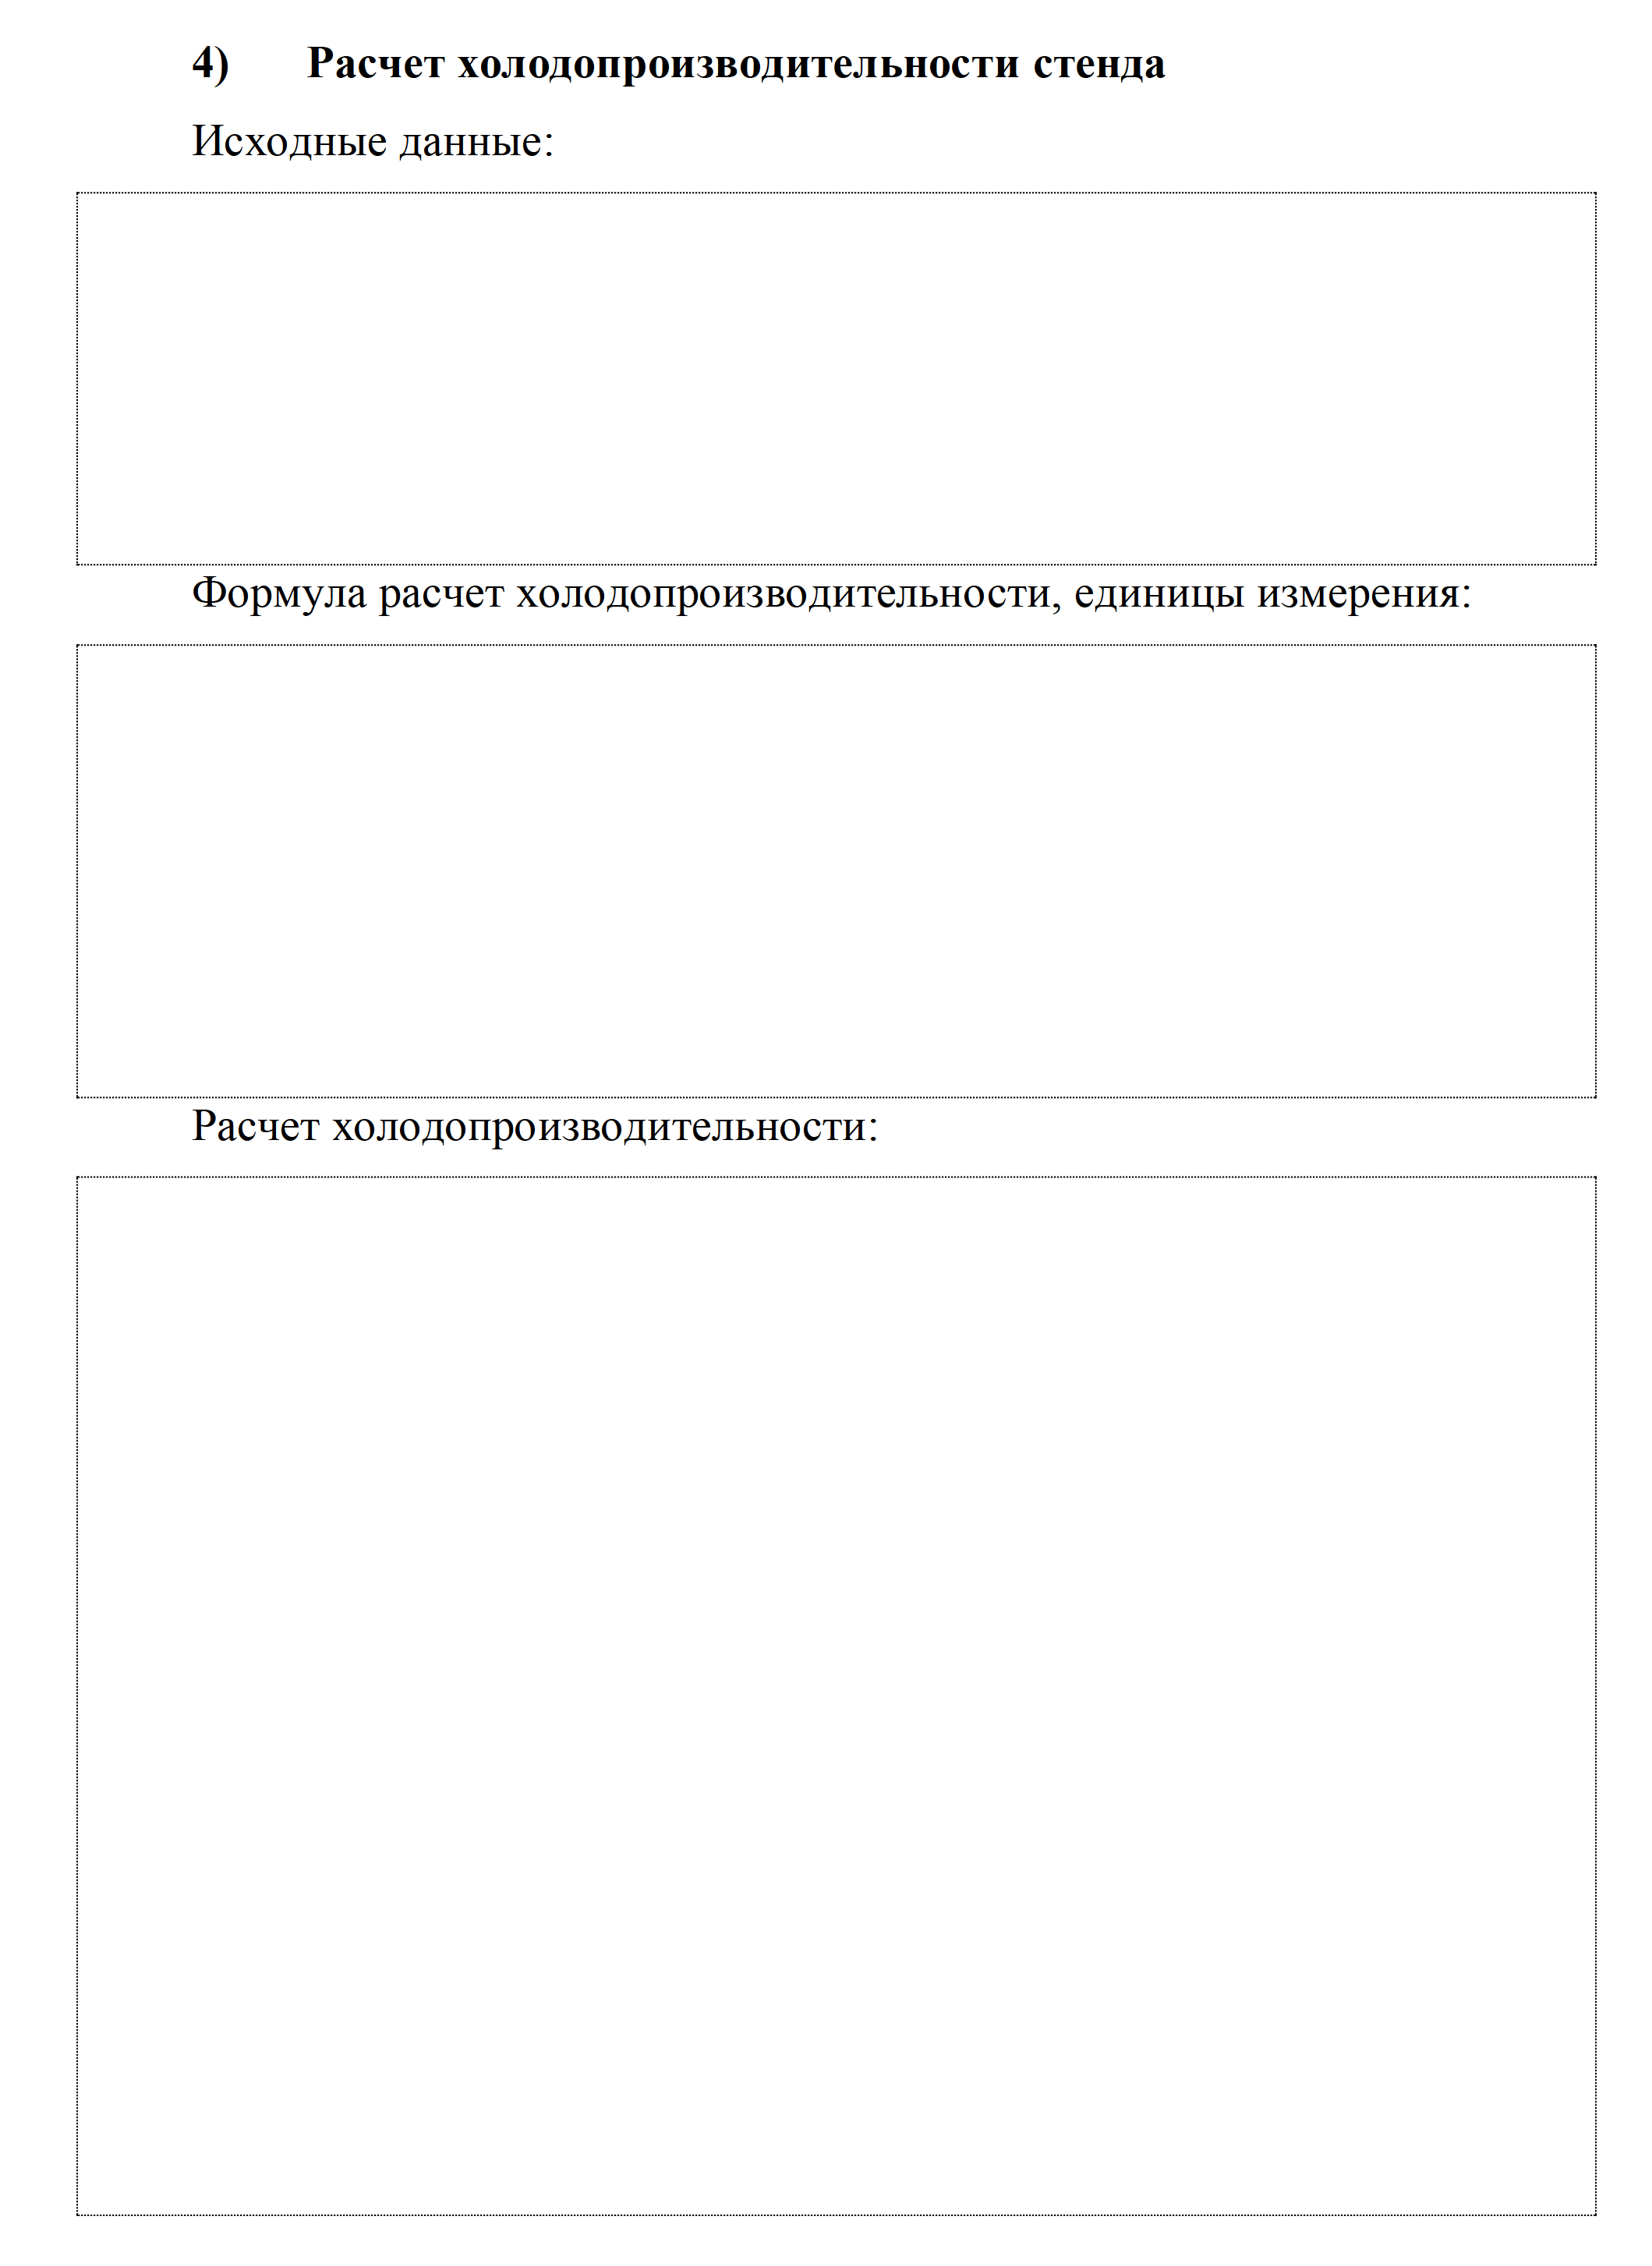 4) Расчет холодопроизводительности стенда
Исходные данные:
Формула расчет холодопроизводительности, единицы измерения:
Расчет холодопроизводительности: